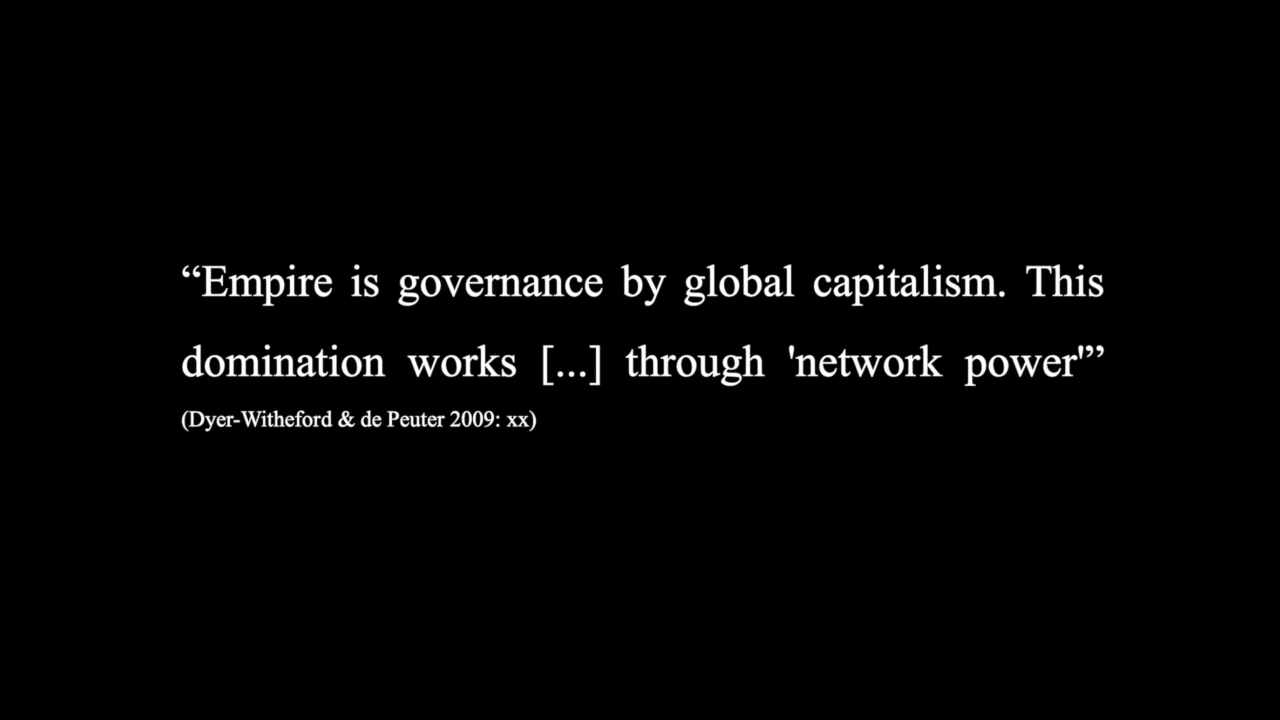 “Empire is governance by global capitalism. This
domination works [...] through 'network power'”
(Dyer-Witheford & de Peuter 2009: xx)